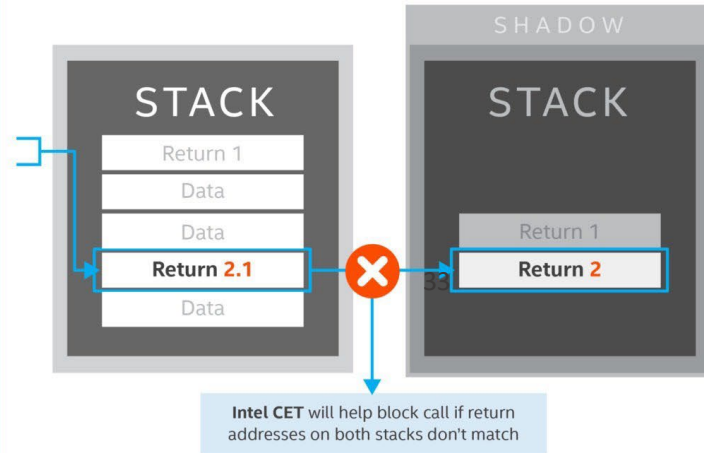 SHADOW
STACK
STACK
Return 1
Data
Data
Return 1
Return 2.1
Return 2
33
Data
Intel CET will help block call if return
addresses on both stacks don't match